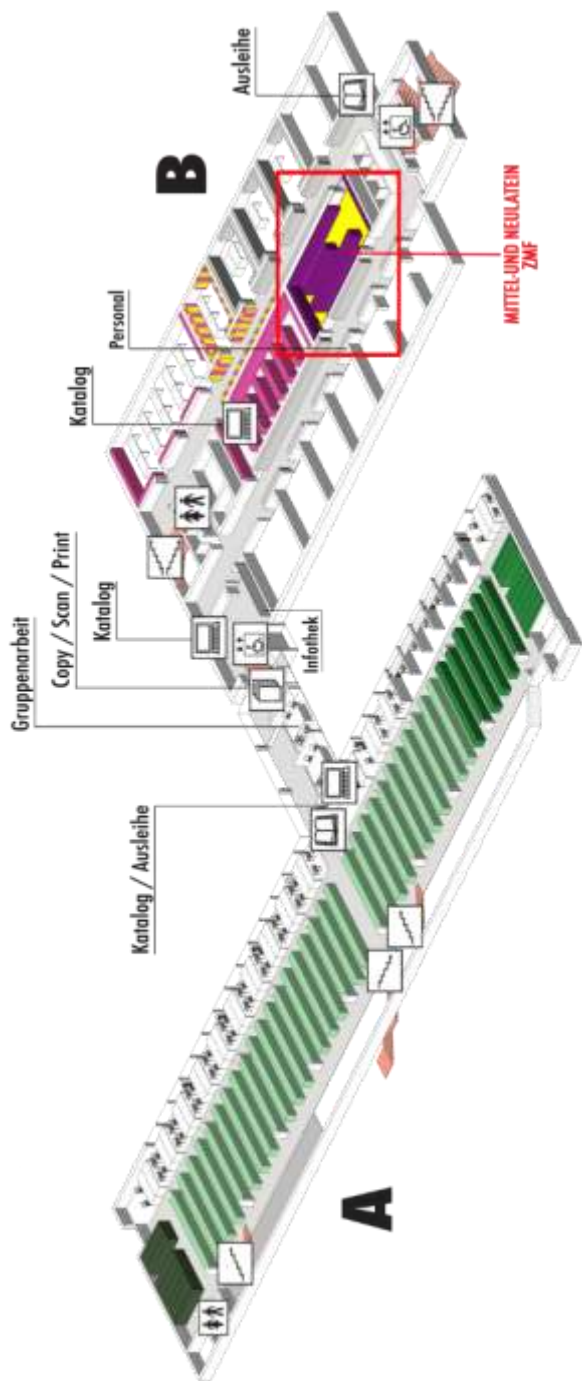 Ausleihe
B
Personal
Katalog
MITTEL-UND NEULATEIN
ZMF
Copy / Scan / Print
Katalog
Gruppenarbeit
Infothek
Katalog / Ausleihe
A